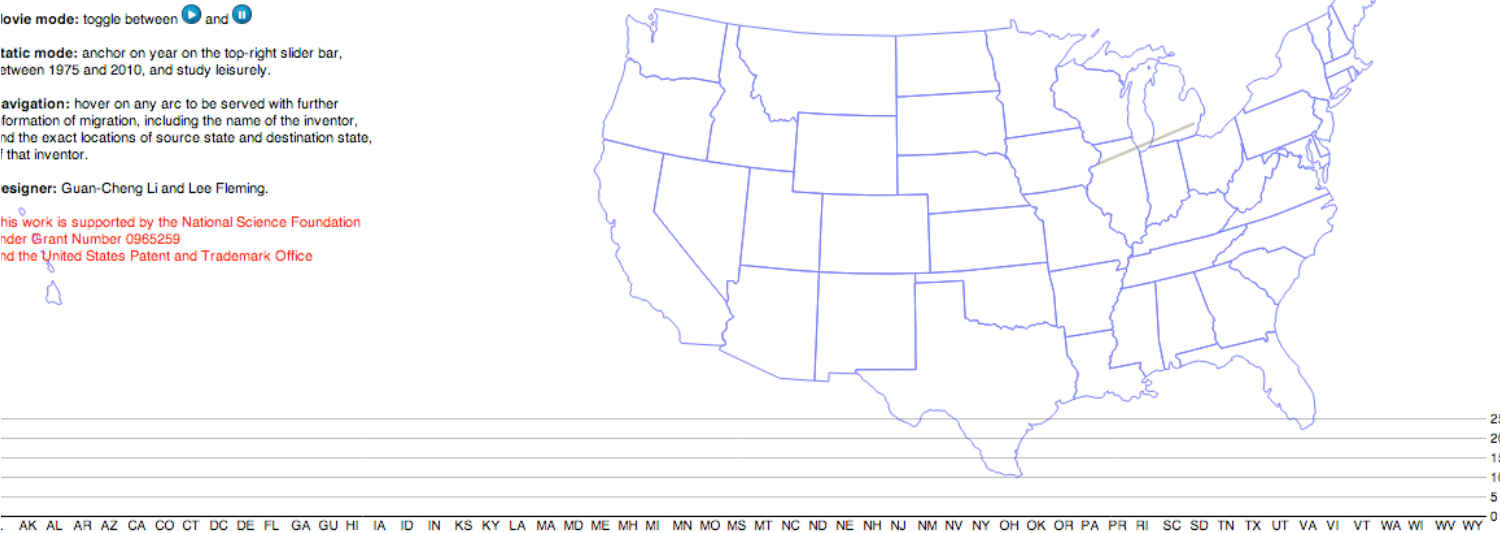 ovie mode: toggle between and
tatic mode: anchor on year on the top-right slider bar,
etween 1975 and 2010, and study leisurely.
avigation: hover on any arc to be served with further
formation of migration, including the name of the inventor,
nd the exact locations of source state and destination state,
f that inventor.
esigner: Guan-Cheng Li and Lee Fleming.
his work is supported by the National Science Foundation
nder Grant Number 0965259
nd the United States Patent and Trademark Office
25
20
15
10
5
0
. AK AL AR AZ CA CO CT DC DE FL GA GU HI IA ID IN KS KY LA MA MD ME MH MI MN MO MS MT NC ND NE NH NJ NM NV NY OH OK OR PA PR RI SC SD TN TX UT VA VI VT WA WI WV WY